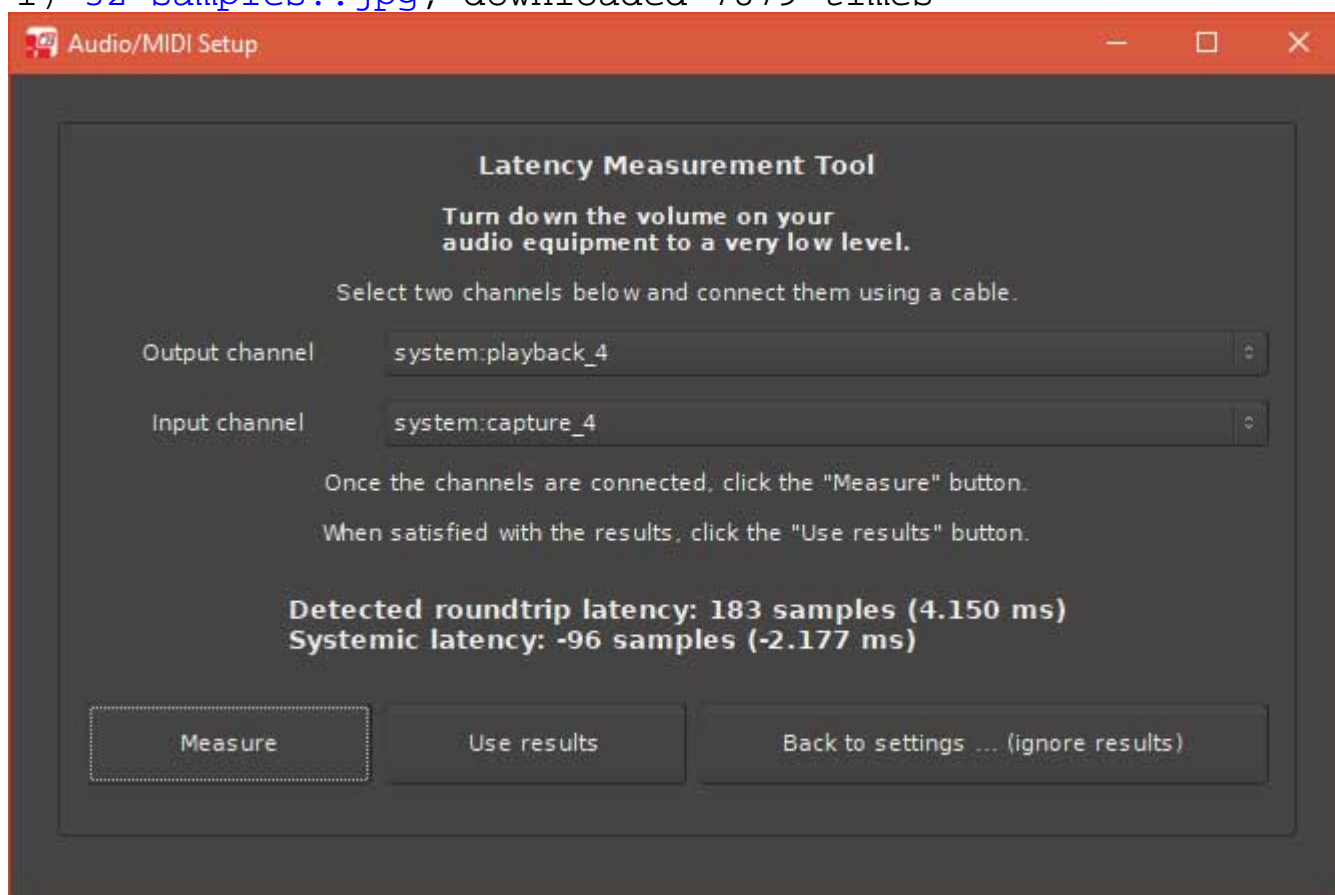 Audio/MIDI Setup
Latency Measurement Tool
Turn down the volume on your
audio equipment to a very low level.
Select two channels below and connect them using a cable.
Output channel system:playback_4
Input channel system:capture_4
Once the channels are connected, click the "Measure" button.
When satisfied with the results, click the "Use results" button.
Detected roundtrip latency: 183 samples (4.150 ms)
Systemic latency: -96 samples (-2.177 ms)
Measure Use results Back to settings ... (ignore results)